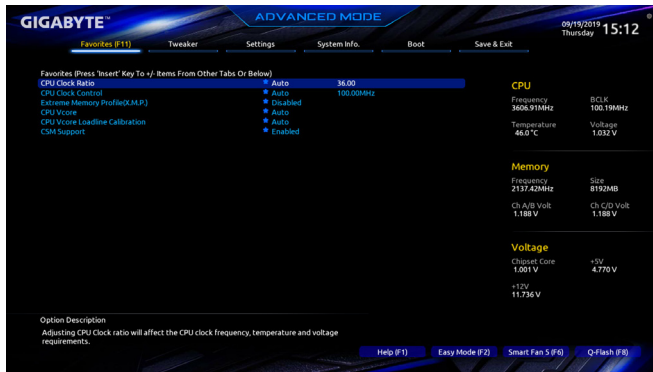 GIGABYTE™
ADVANCED MODE
09/19/2019
Thursday
15:12
Favorites (F11) Tweaker Settings System Info. Boot Save & Exit
Favorites (Press 'Insert' Key To +/- Items From Other Tabs Or Below)
CPU Clock Ratio Auto 36.00
CPU Clock Control Auto 100.00MHz
Extreme Memory Profile(X.M.P.) Disabled
CPU Vcore Auto
CPU Vcore Loadline Calibration Auto
CSM Support Enabled
CPU
Frequency BCLK
3606.91MHz 100.19MHz
Temperature Voltage
46.0 °C 1.032 V
Memory
Frequency Size
2137.42MHz 8192MB
Ch A/B Volt Ch C/D Volt
1.188 V 1.188 V
Voltage
Chipset Core +5V
1.001 V 4.770 V
+12V
11.736 V
Option Description
Adjusting CPU Clock ratio will affect the CPU clock frequency, temperature and voltage
requirements.
Help (F1) Easy Mode (F2) Smart Fan 5 (F6) Q-Flash (F8)